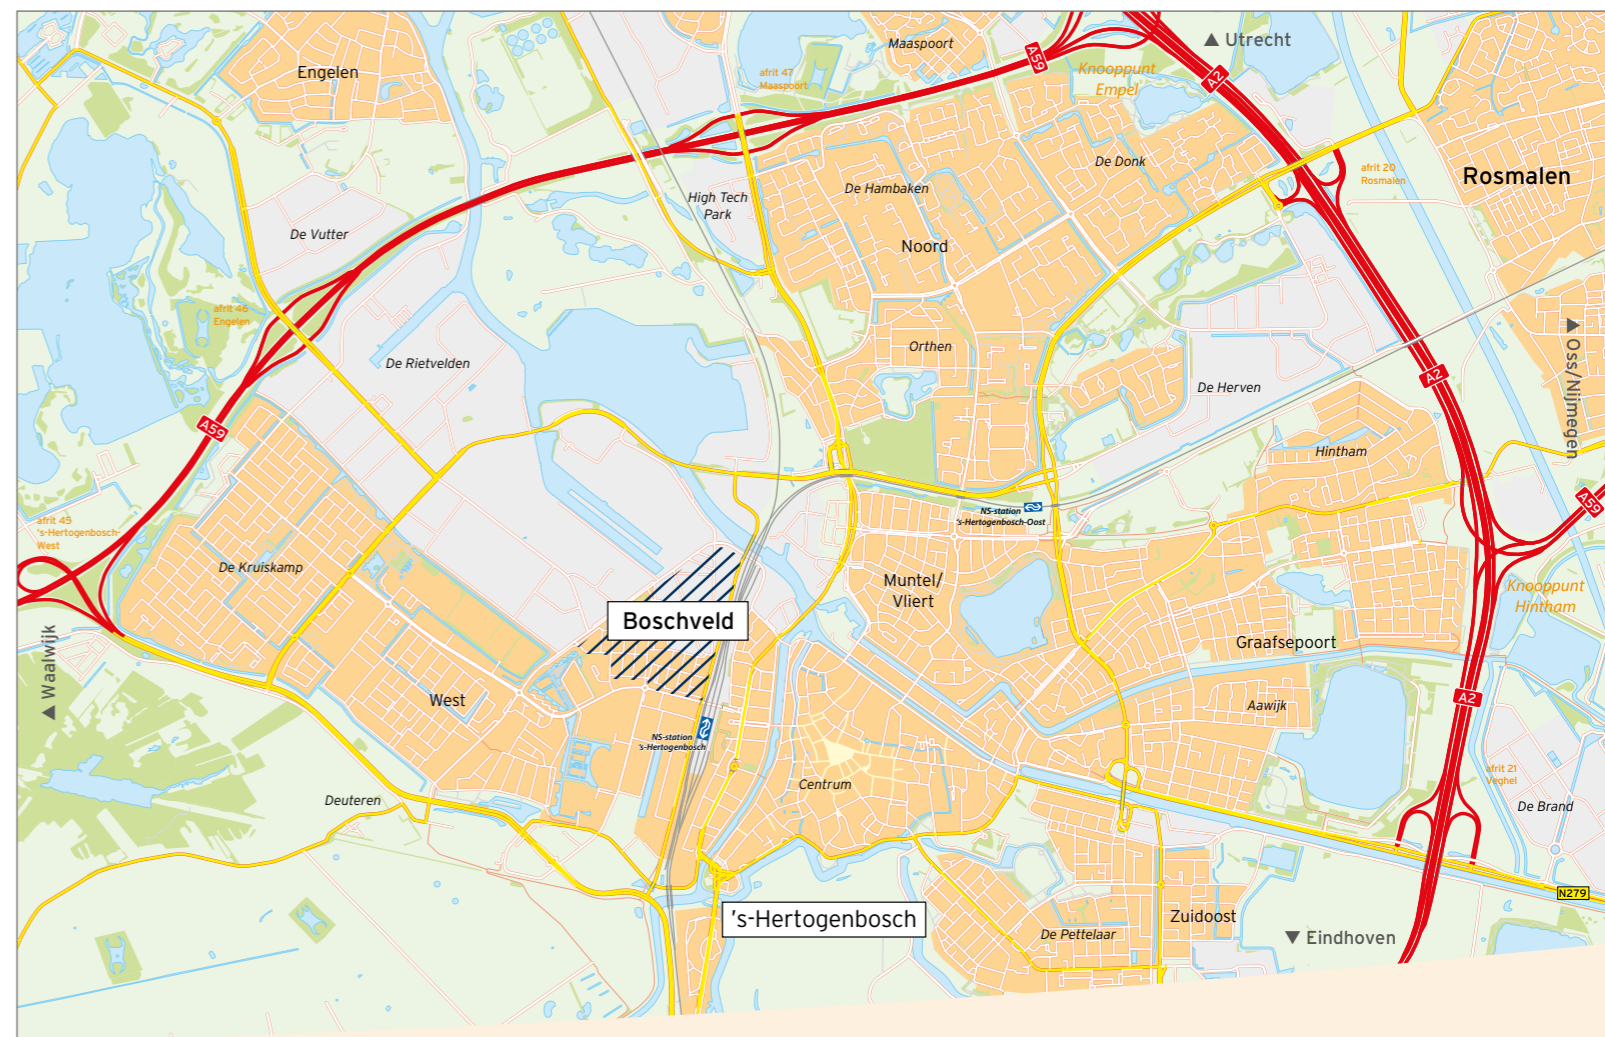 Maaspoort
▲ Utrecht
A59
Engelen
afrit 47
Maaspoort
Knooppunt
Empel
A2
De Donk
afrit 20
Rosmalen
Rosmalen
High Tech
Park
De Hambaken
De Vutter
Noord
afrit 46
Engelen
Orthen
▲ Oss/Nijmegen
De Rietvelden
De Herven
A2
A59
Hintham
A59
afrit 45
's-Hertogenbosch-
West
NS-station
's-Hertogenbosch-Oost
De Kruiskamp
Muntel/
Vliert
Knooppunt
Hintham
Boschveld
Graafsepoort
▲ Waalwijk
West
A2
Aawijk
NS-station
's-Hertogenbosch
Centrum
afrit 21
Veghel
Deuteren
De Brand
N279
's-Hertogenbosch
Zuidoost
De Pettelaar
▼ Eindhoven